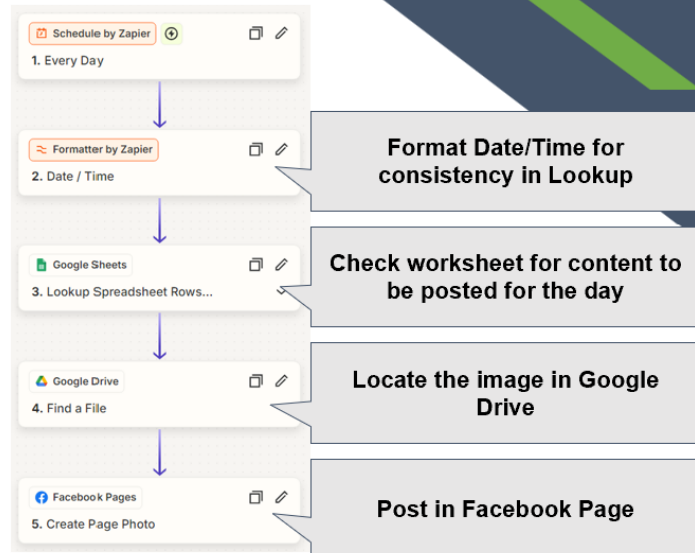 Schedule by Zapier
1. Every Day
Formatter by Zapier
2. Date / Time
Format Date/Time for
consistency in Lookup
Google Sheets
3. Lookup Spreadsheet Rows...
Check worksheet for content to
be posted for the day
Google Drive
4. Find a File
Locate the image in Google
Drive
Facebook Pages
5. Create Page Photo
Post in Facebook Page